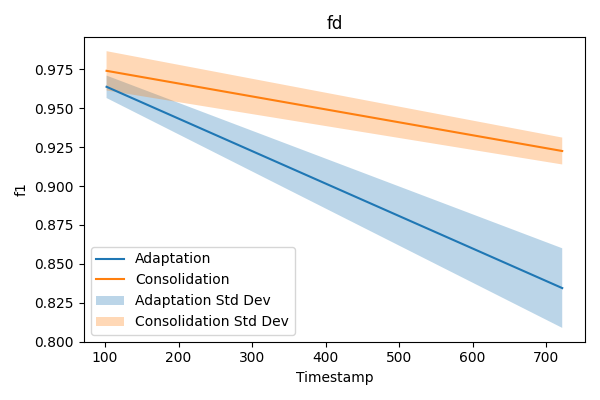 fd
f1
0.975
0.950
0.925
0.900
0.875
0.850
0.825
0.800
Adaptation
Consolidation
Adaptation Std Dev
Consolidation Std Dev
100 200 300 400 500 600 700
Timestamp